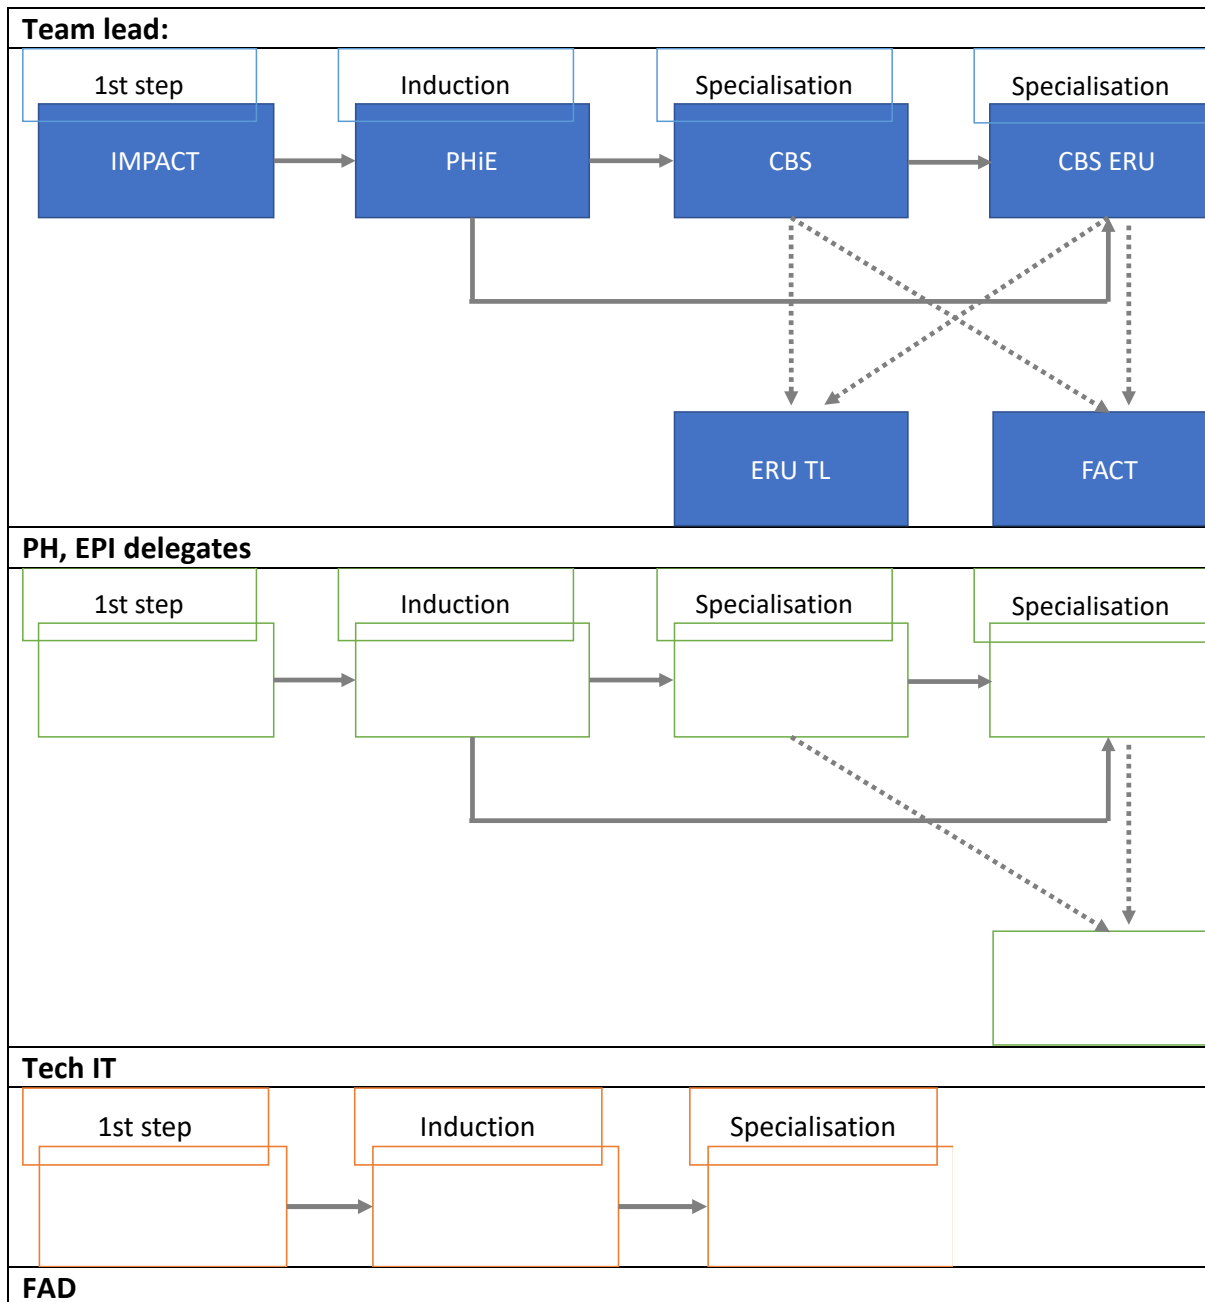 Team lead:
1st step
Induction
Specialisation
Specialisation
IMPACT
PHiE
CBS
CBS ERU
ERU TL
FACT
PH, EPI delegates
1st step
Induction
Specialisation
Specialisation
Tech IT
1st step
Induction
Specialisation
FAD